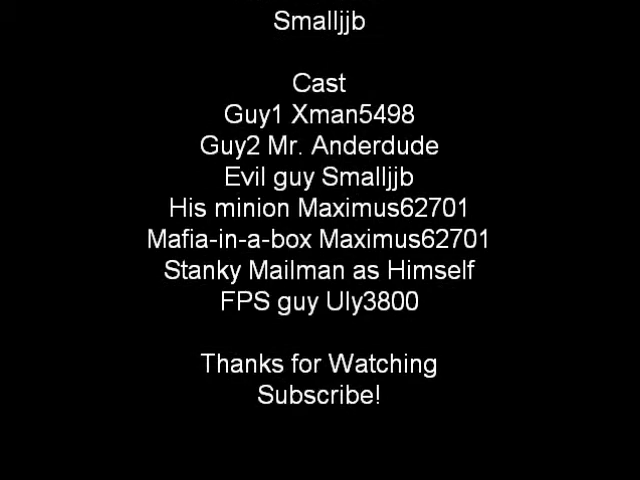 Smalljjb
Cast
Guy1 Xman5498
Guy2 Mr. Anderdude
Evil guy Smalljjb
His minion Maximus62701
Mafia-in-a-box Maximus62701
Stanky Mailman as Himself
FPS guy Uly3800
Thanks for Watching
Subscribe!